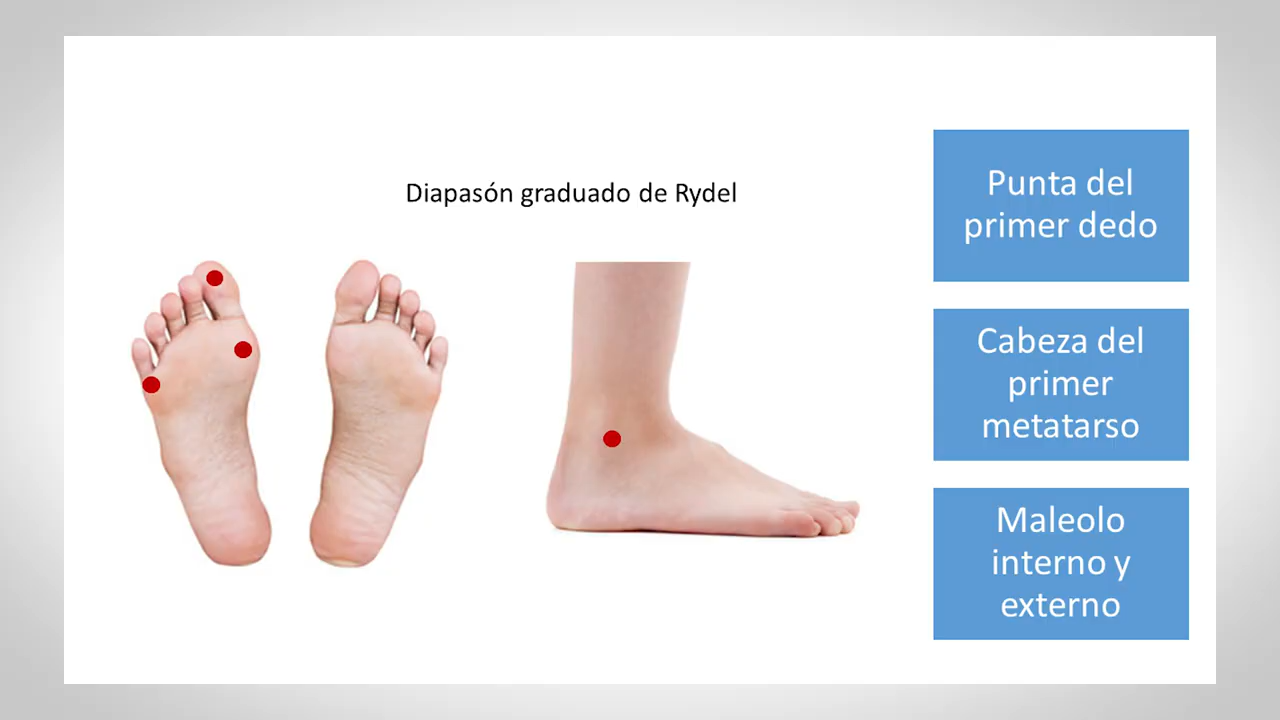 Diapasón graduado de Rydel
Punta del
primer dedo
Cabeza del
primer
metatarso
Maleolo
interno y
externo